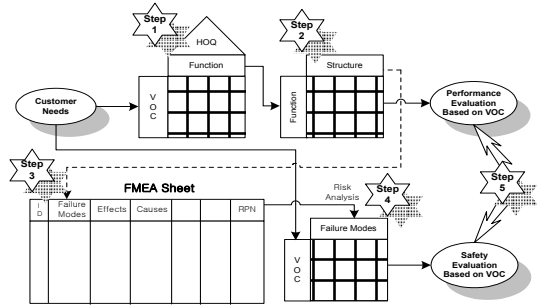 Step
1
HOQ
Function
V
O
C
Step
2
Structure
Function
Customer
Needs
Performance
Evaluation
Based on VOC
Step
3
FMEA Sheet
I
D
Failure
Modes
Effects
Causes
RPN
Risk
Analysis
Step
4
Failure Modes
V
O
C
Step
5
Safety
Evaluation
Based on VOC